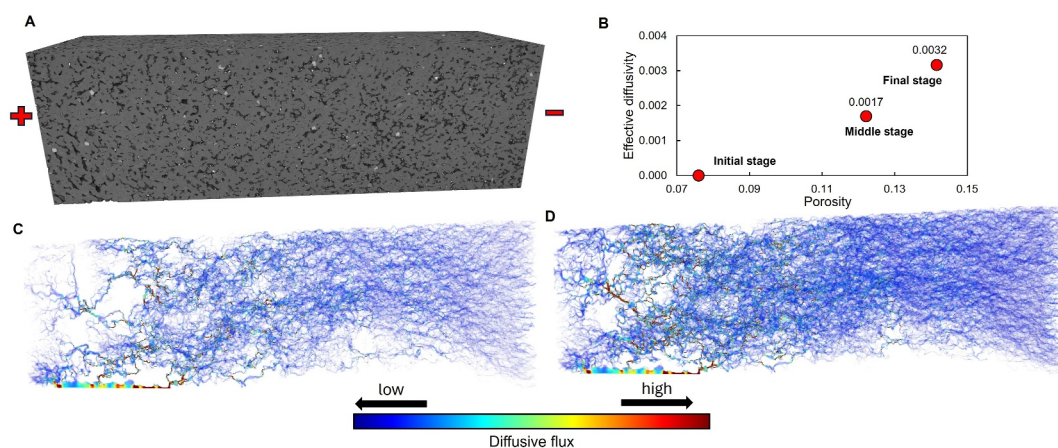 A
+
−
B
Effective diffusivity
0.004
0.003
0.002
0.001
0.000
0.0032
Final stage
0.0017
Middle stage
Initial stage
0.07
0.09
0.11
0.13
0.15
Porosity
C
D
low
high
Diffusive flux